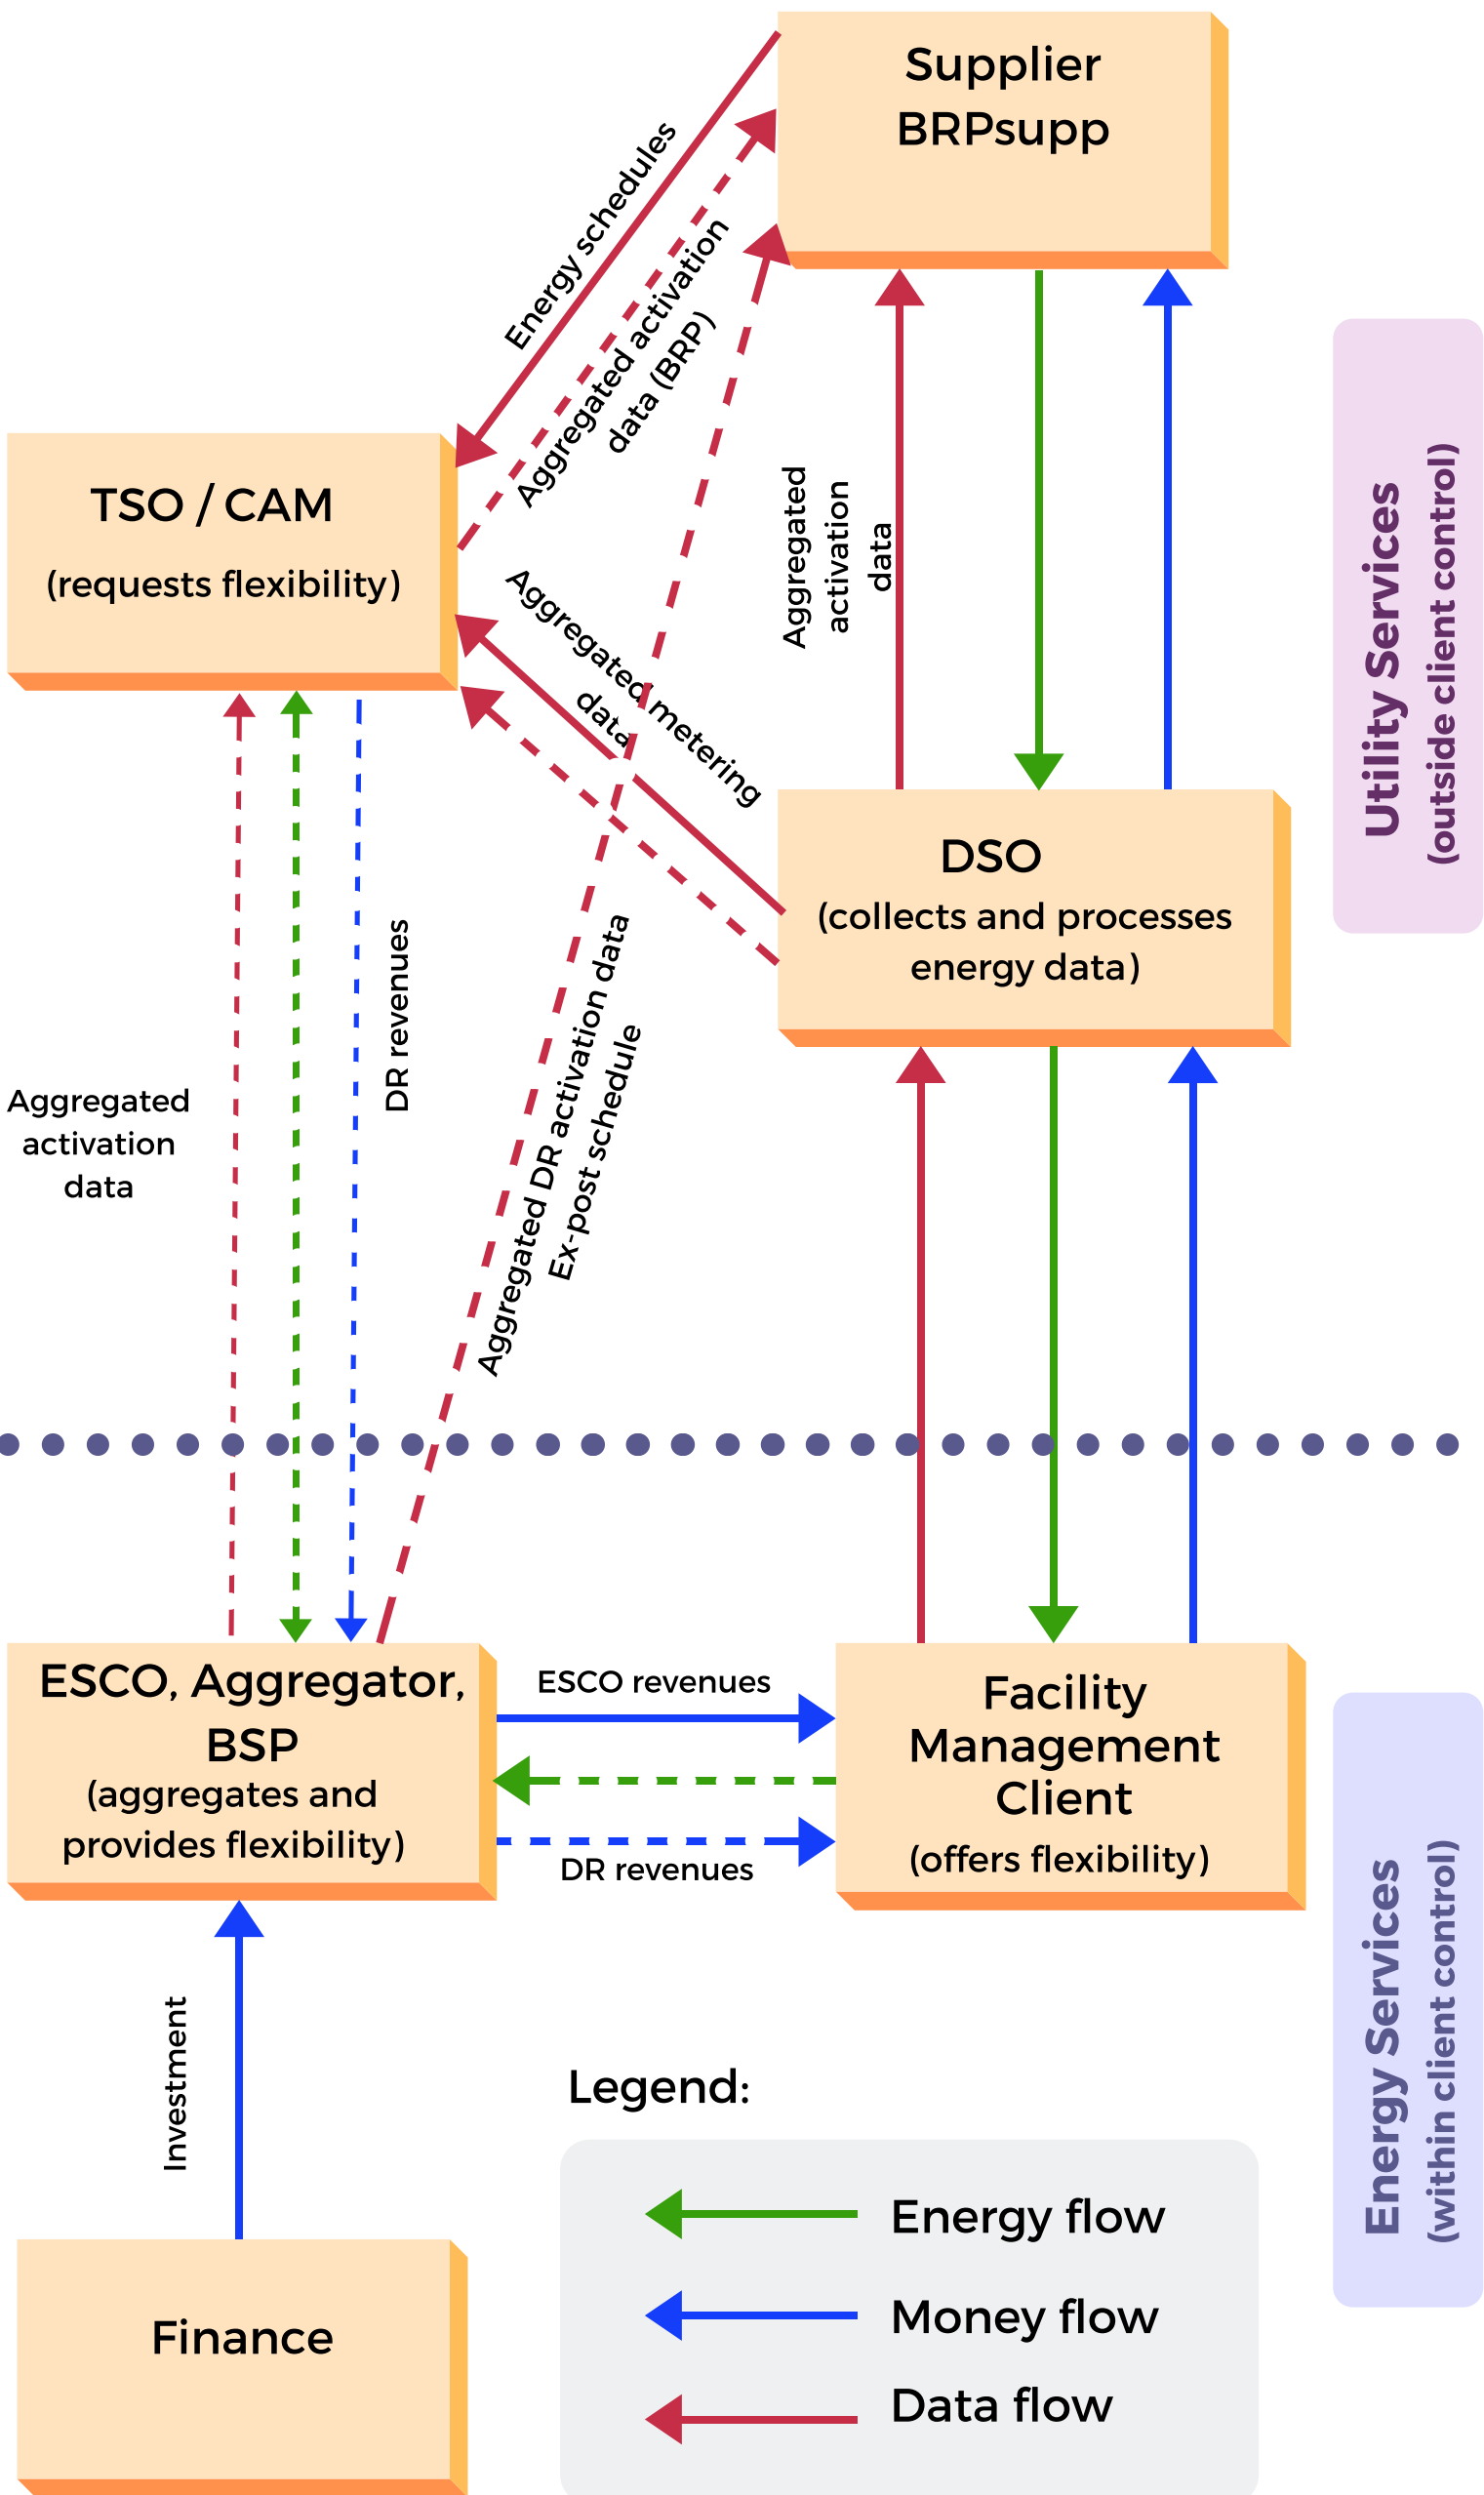 Supplier
BRPsupp
Energy schedules
Aggregated activation
data (BRP)
TSO / CAM
(requests flexibility)
Aggregated metering
data
Aggregated
activation
data
Utility Services
(outside client control)
DSO
(collects and processes
energy data)
DR revenues
Aggregated
activation
data
Aggregated DR activation data
Ex-post schedule
ESCO, Aggregator,
BSP
(aggregates and
provides flexibility)
ESCO revenues
DR revenues
Facility
Management
Client
(offers flexibility)
Energy Services
(within client control)
Investment
Finance
Legend:
Energy flow
Money flow
Data flow